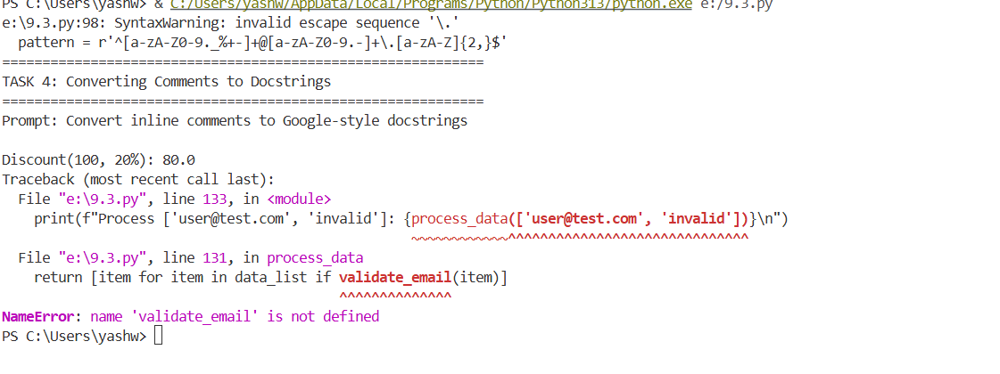 PS C:\Users\yashw> & C:/Users/yashw/AppData/Local/Programs/Python/Python313/python.exe e:/9.3.py
e:\9.3.py:98: SyntaxWarning: invalid escape sequence '\.'
  pattern = r'^[a-zA-Z0-9._%+-]+@[a-zA-Z0-9.-]+\.[a-zA-Z]{2,}$'
============================================================
TASK 4: Converting Comments to Docstrings
============================================================
Prompt: Convert inline comments to Google-style docstrings

Discount(100, 20%): 80.0
Traceback (most recent call last):
  File "e:\9.3.py", line 133, in <module>
    print(f"Process ['user@test.com', 'invalid']: {process_data(['user@test.com', 'invalid'])}\n")
                                                   ~~~~~~~~~~~~^^^^^^^^^^^^^^^^^^^^^^^^^^^^^^
  File "e:\9.3.py", line 131, in process_data
    return [item for item in data_list if validate_email(item)]
                                          ^^^^^^^^^^^^^^
NameError: name 'validate_email' is not defined
PS C:\Users\yashw>